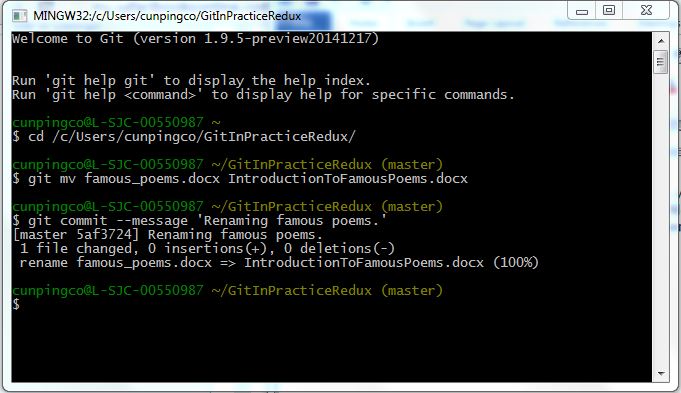 MINGW32:/c/Users/cunpingco/GitInPracticeRedux
Welcome to Git (version 1.9.5-preview20141217)
Run 'git help git' to display the help index.
Run 'git help <command>' to display help for specific commands.
cunpingco@L-SJC-00550987 ~
$ cd /c/Users/cunpingco/GitInPracticeRedux/
cunpingco@L-SJC-00550987 ~/GitInPracticeRedux (master)
$ git mv famous_poems.docx IntroductionToFamousPoems.docx
cunpingco@L-SJC-00550987 ~/GitInPracticeRedux (master)
$ git commit --message 'Renaming famous poems.'
[master 5af3724] Renaming famous poems.
1 file changed, 0 insertions(+), 0 deletions(-)
rename famous_poems.docx => IntroductionToFamousPoems.docx (100%)
cunpingco@L-SJC-00550987 ~/GitInPracticeRedux (master)
$